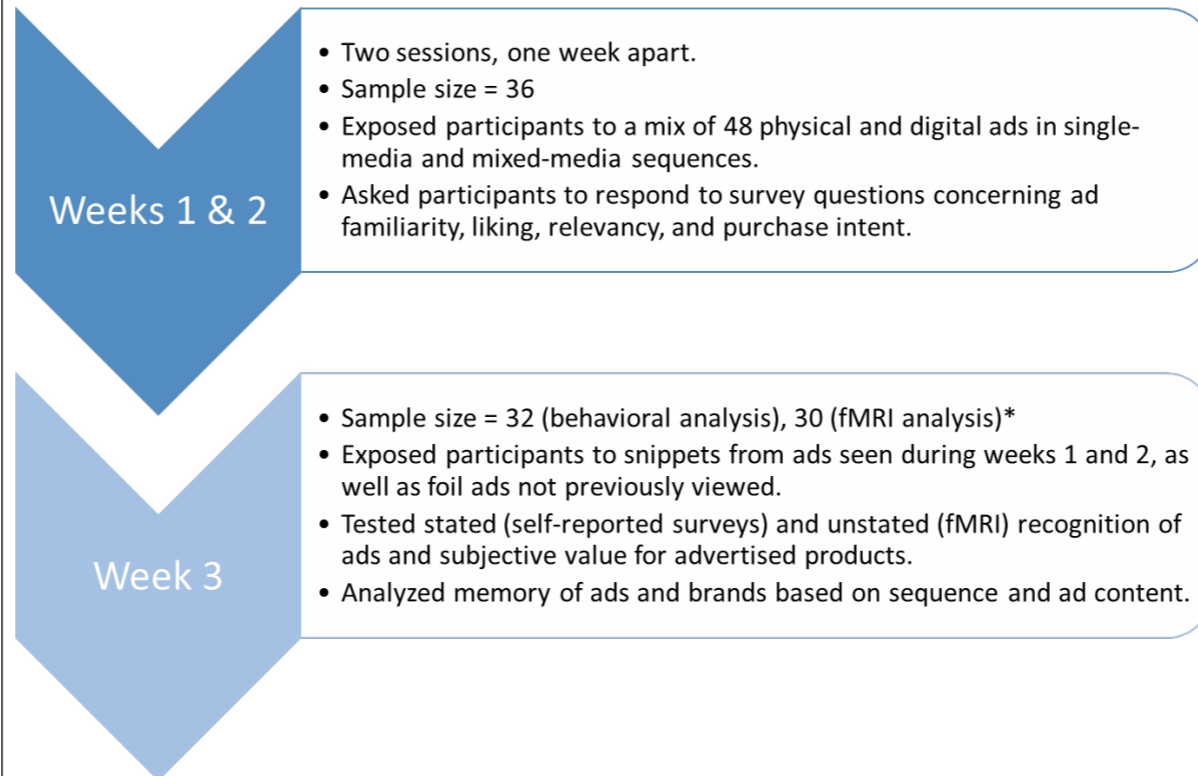 Weeks 1 & 2
• Two sessions, one week apart.
• Sample size = 36
• Exposed participants to a mix of 48 physical and digital ads in single-
media and mixed-media sequences.
• Asked participants to respond to survey questions concerning ad
familiarity, liking, relevancy, and purchase intent.
Week 3
• Sample size = 32 (behavioral analysis), 30 (fMRI analysis)*
• Exposed participants to snippets from ads seen during weeks 1 and 2, as
well as foil ads not previously viewed.
• Tested stated (self-reported surveys) and unstated (fMRI) recognition of
ads and subjective value for advertised products.
• Analyzed memory of ads and brands based on sequence and ad content.